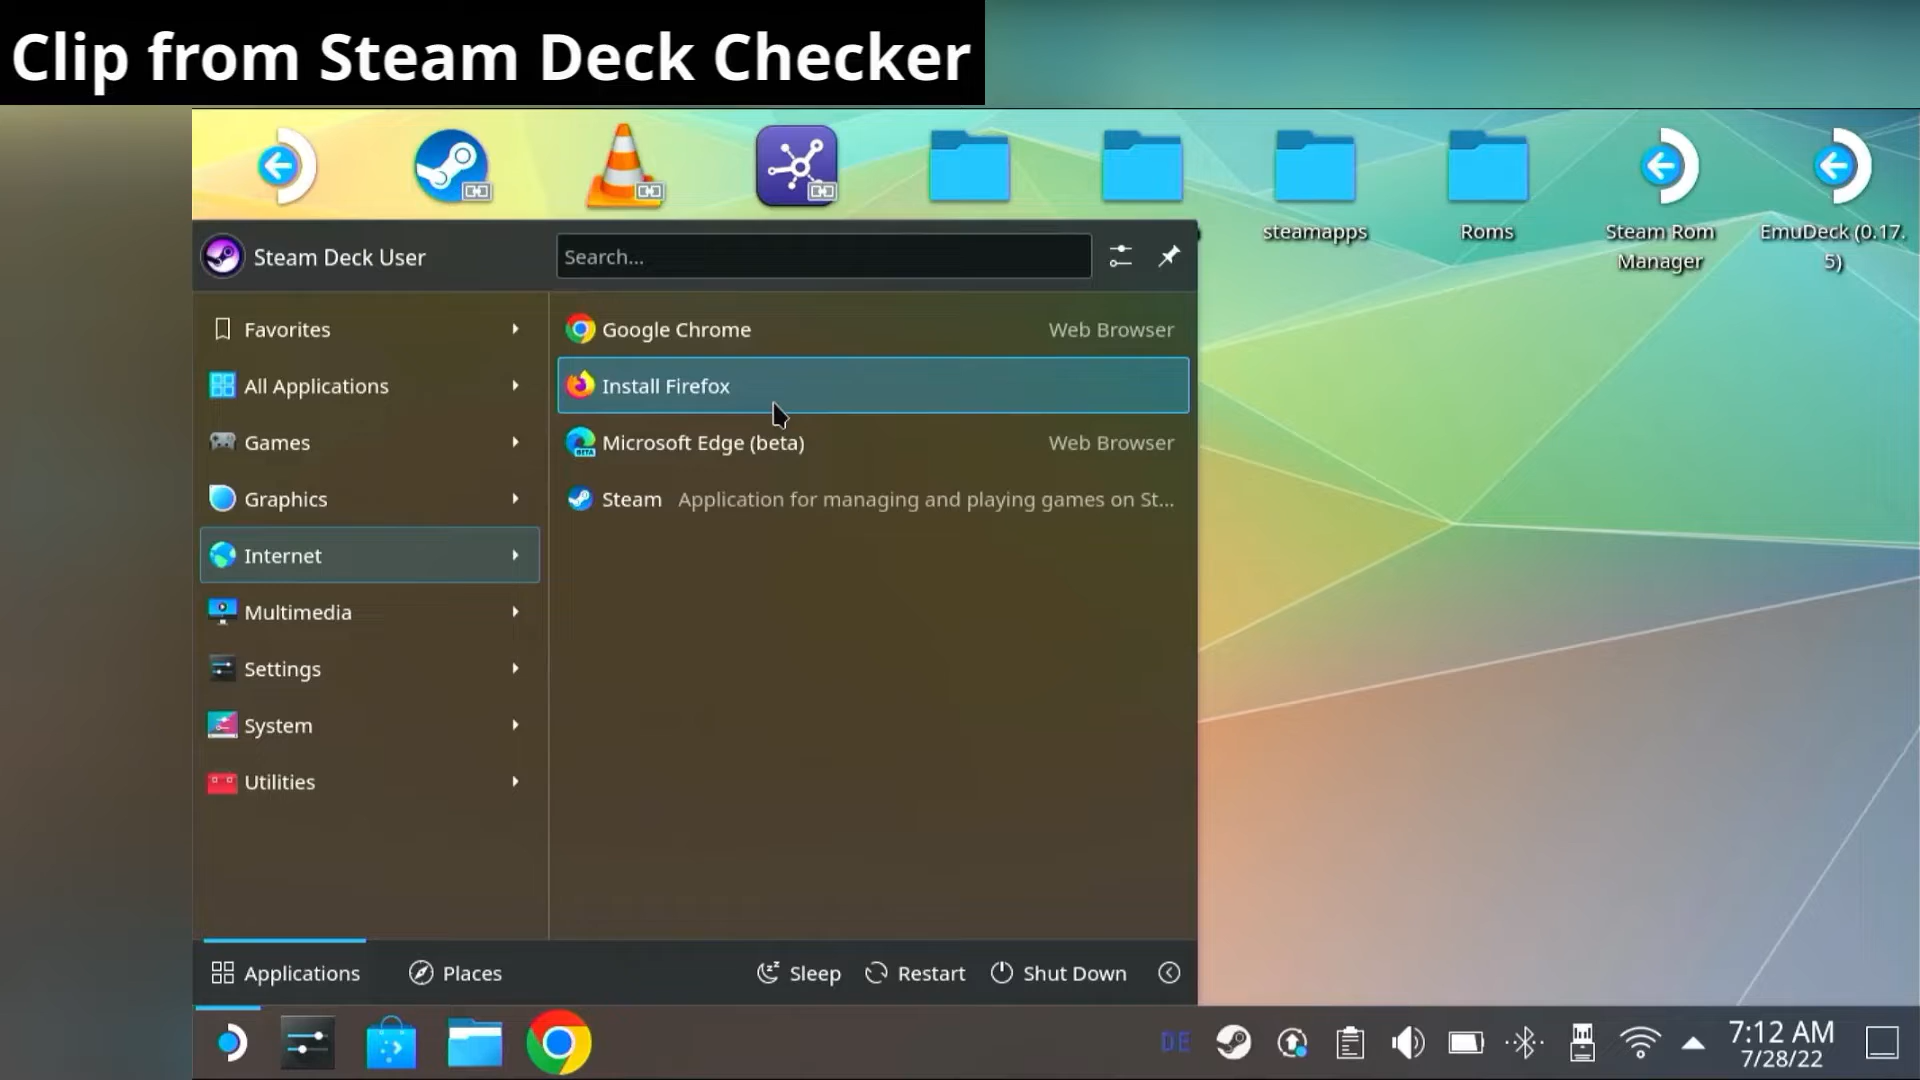 Clip from Steam Deck Checker
steamapps
Roms
Steam Rom
Manager
EmuDeck (0.17.
5)
Steam Deck User
Search...
Favorites
All Applications
Games
Graphics
Internet
Multimedia
Settings
System
Utilities
Google Chrome Web Browser
Install Firefox
Microsoft Edge (beta) Web Browser
BETA
Steam Application for managing and playing games on St...
Applications
Places
Sleep
Restart
Shut Down
DE
7:12 AM
7/28/22